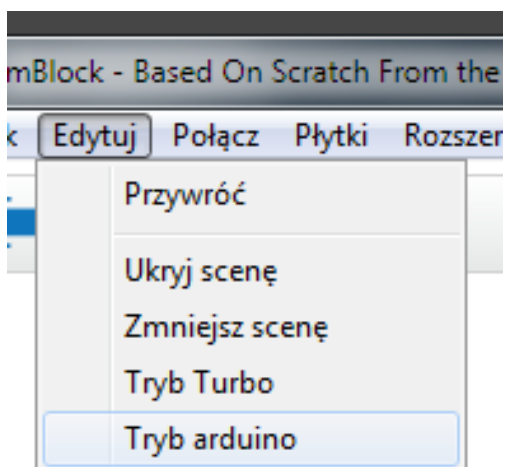 mBlock - Based On Scratch From the
k Edytuj Połącz Płytki Rozszer
Przywróć
Ukryj scenę
Zmniejsz scenę
Tryb Turbo
Tryb arduino